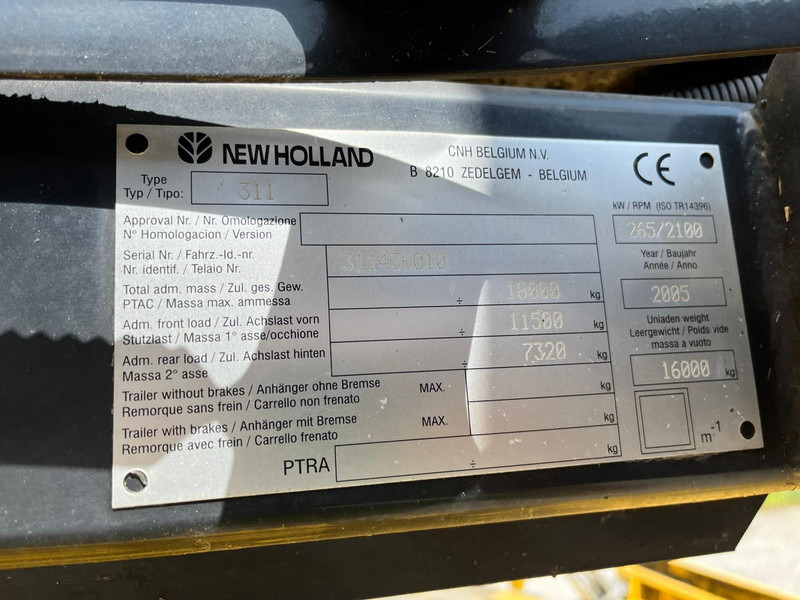 NEW HOLLAND
CNH BELGIUM N.V.
B 8210 ZEDELGEM - BELGIUM
CE
Type
Typ / Tipo:
311
kW / RPM (ISO TR14396)
265/2100
Approval Nr. / Nr. Omologazione
N° Homologacion / Version
Serial Nr. / Fahrz.-Id.-nr.
Nr. identif. / Telaio Nr.
311436010
Year / Baujahr
Année / Anno
2005
Total adm. mass / Zul. ges. Gew.
PTAC / Massa max. ammessa
÷ 18000 kg
Adm. front load / Zul. Achslast vorn
Stutzlast / Massa 1° asse/occhione
÷ 11500 kg
Adm. rear load / Zul. Achslast hinten
Massa 2° asse
÷ 7320 kg
Unladen weight
Leergewicht / Poids vide
massa a vuoto
16000 kg
Trailer without brakes / Anhänger ohne Bremse
Remorque sans frein / Carrello non frenato
MAX. kg
Trailer with brakes / Anhänger mit Bremse
Remorque avec frein / Carrello frenato
MAX. kg
PTRA ÷ kg
m-1